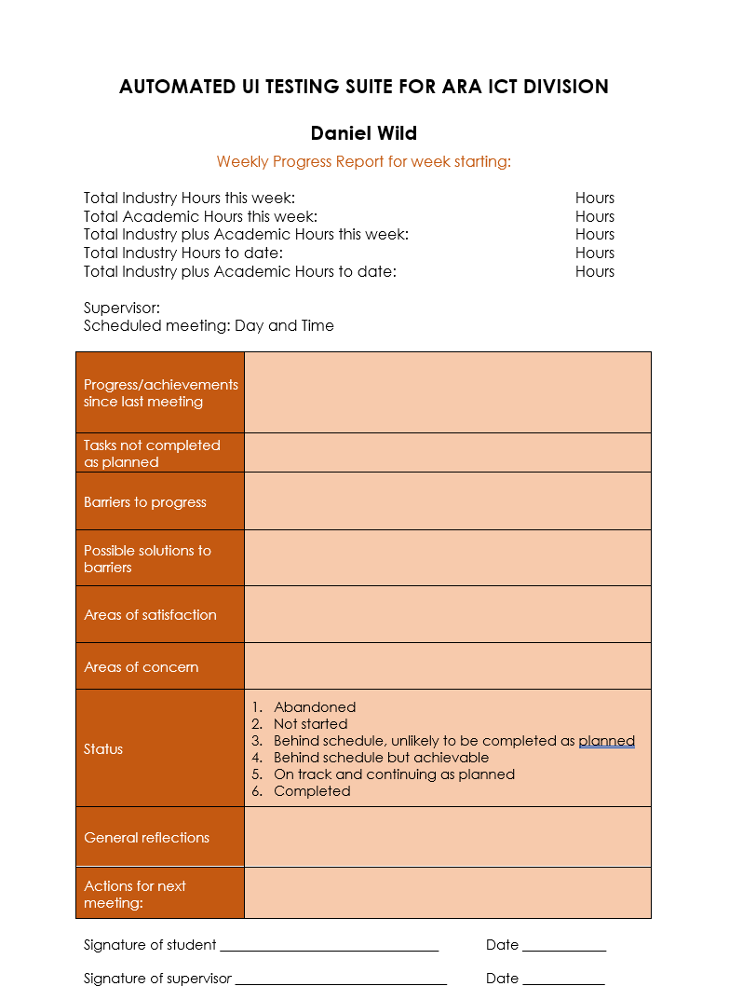 AUTOMATED UI TESTING SUITE FOR ARA ICT DIVISION
Daniel Wild
Weekly Progress Report for week starting:
Total Industry Hours this week: Hours
Total Academic Hours this week: Hours
Total Industry plus Academic Hours this week: Hours
Total Industry Hours to date: Hours
Total Industry plus Academic Hours to date: Hours
Supervisor:
Scheduled meeting: Day and Time
Progress/achievements
since last meeting
Tasks not completed
as planned
Barriers to progress
Possible solutions to
barriers
Areas of satisfaction
Areas of concern
Status
1. Abandoned
2. Not started
3. Behind schedule, unlikely to be completed as planned
4. Behind schedule but achievable
5. On track and continuing as planned
6. Completed
General reflections
Actions for next
meeting:
Signature of student ____________________________ Date ___________
Signature of supervisor ___________________________ Date ___________